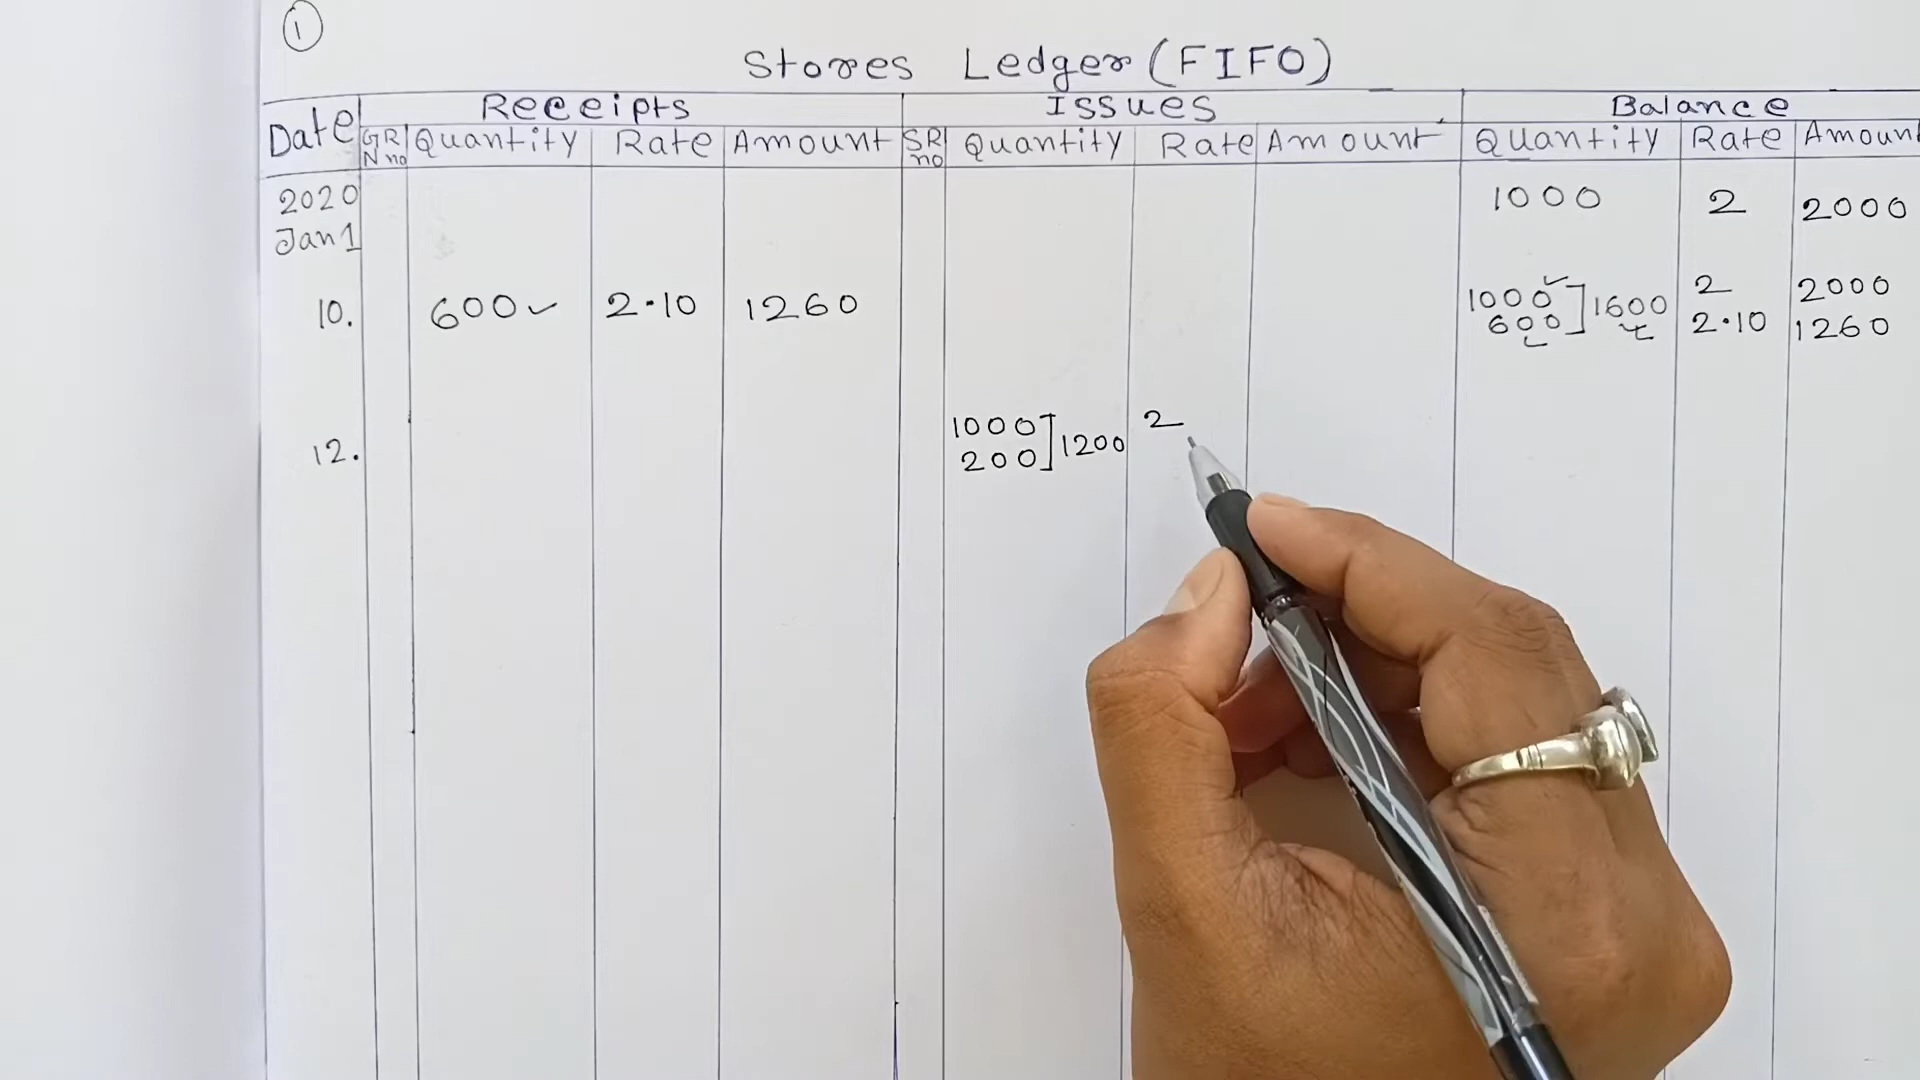 1
Stores Ledger (FIFO)
Date Receipts Issues Balance
GR N no Quantity Rate Amount SR no Quantity Rate Amount Quantity Rate Amount
2020 Jan 1 1000 2 2000
10. 600 2.10 1260 1000 600 ] 1600 2 2.10 2000 1260
12. 1000 200 ] 1200 2